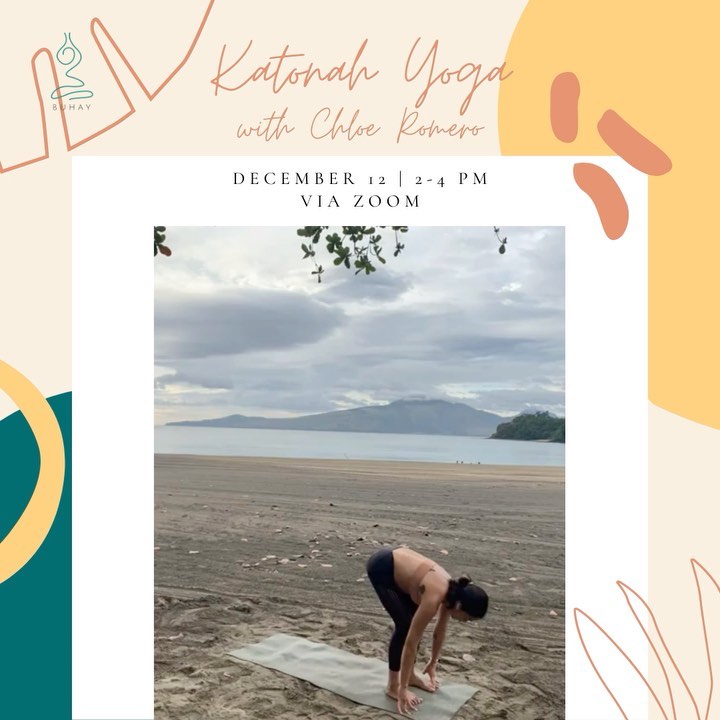 BUHAY
Katonah Yoga
with Chloe Romero
DECEMBER 12 | 2-4 PM
VIA ZOOM